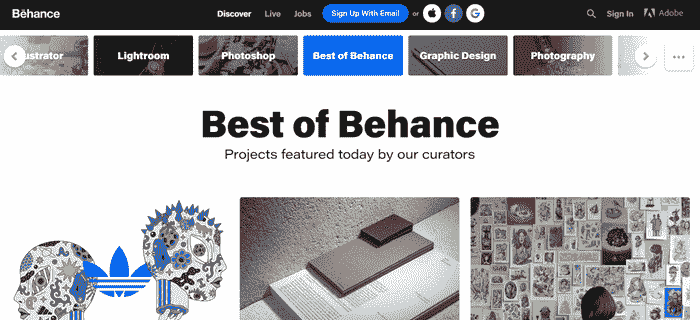 Bēhance
Discover Live Jobs Sign Up With Email or Sign In Adobe
ustrator Lightroom Photoshop Best of Behance Graphic Design Photography
Best of Behance
Projects featured today by our curators